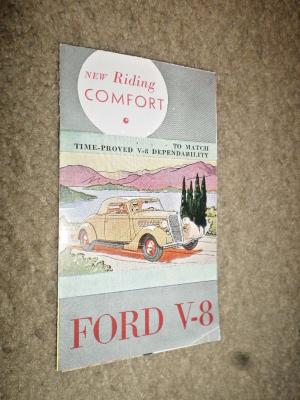 NEW Riding
COMFORT
. . . TO MATCH
TIME-PROVED V-8 DEPENDABILITY
FORD V-8